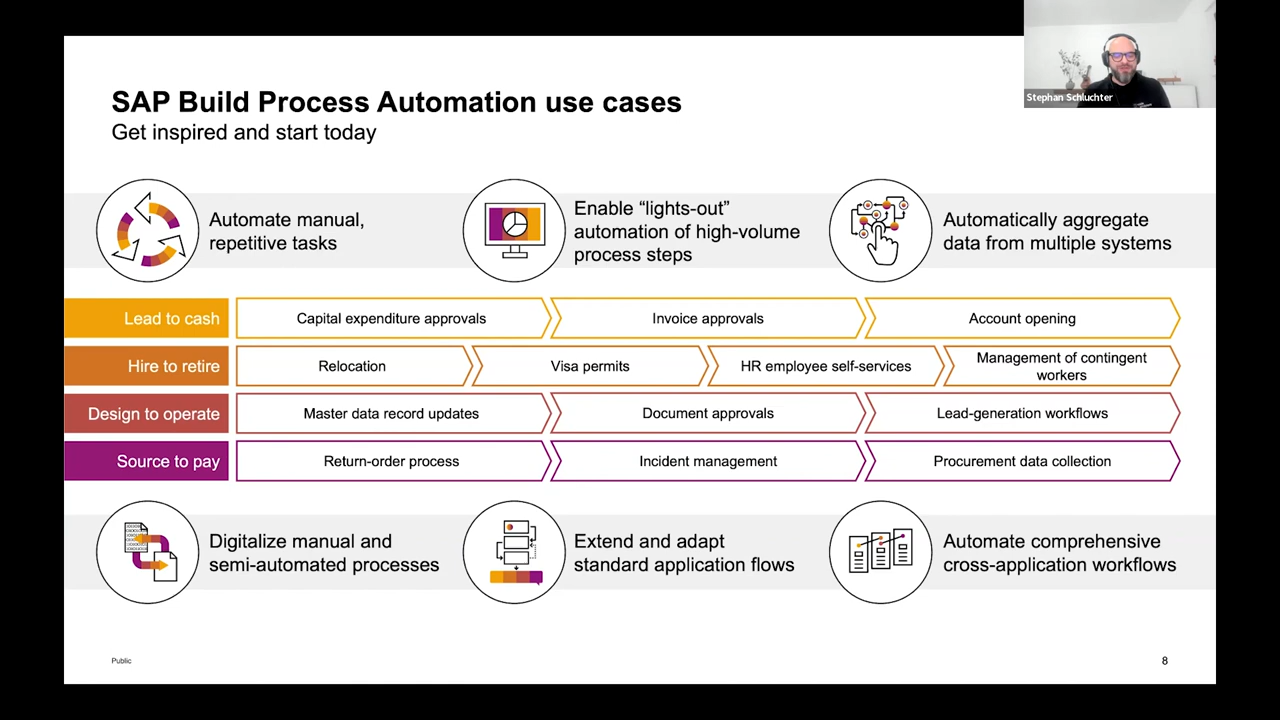 Stephan Schluchter
SAP Build Process Automation use cases
Get inspired and start today
Automate manual,
repetitive tasks
Enable “lights-out”
automation of high-volume
process steps
Automatically aggregate
data from multiple systems
Lead to cash
Capital expenditure approvals
Invoice approvals
Account opening
Hire to retire
Relocation
Visa permits
HR employee self-services
Management of contingent
workers
Design to operate
Master data record updates
Document approvals
Lead-generation workflows
Source to pay
Return-order process
Incident management
Procurement data collection
Digitalize manual and
semi-automated processes
Extend and adapt
standard application flows
Automate comprehensive
cross-application workflows
Public
8